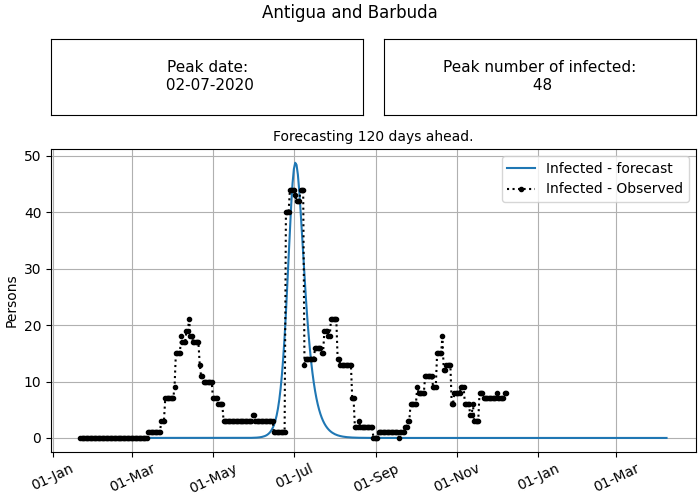 Antigua and Barbuda
Peak date:
02-07-2020
Peak number of infected:
48
Forecasting 120 days ahead.
Infected - forecast
Infected - Observed
Persons
50
40
30
20
10
0
01-Jan
01-Mar
01-May
01-Jul
01-Sep
01-Nov
01-Jan
01-Mar